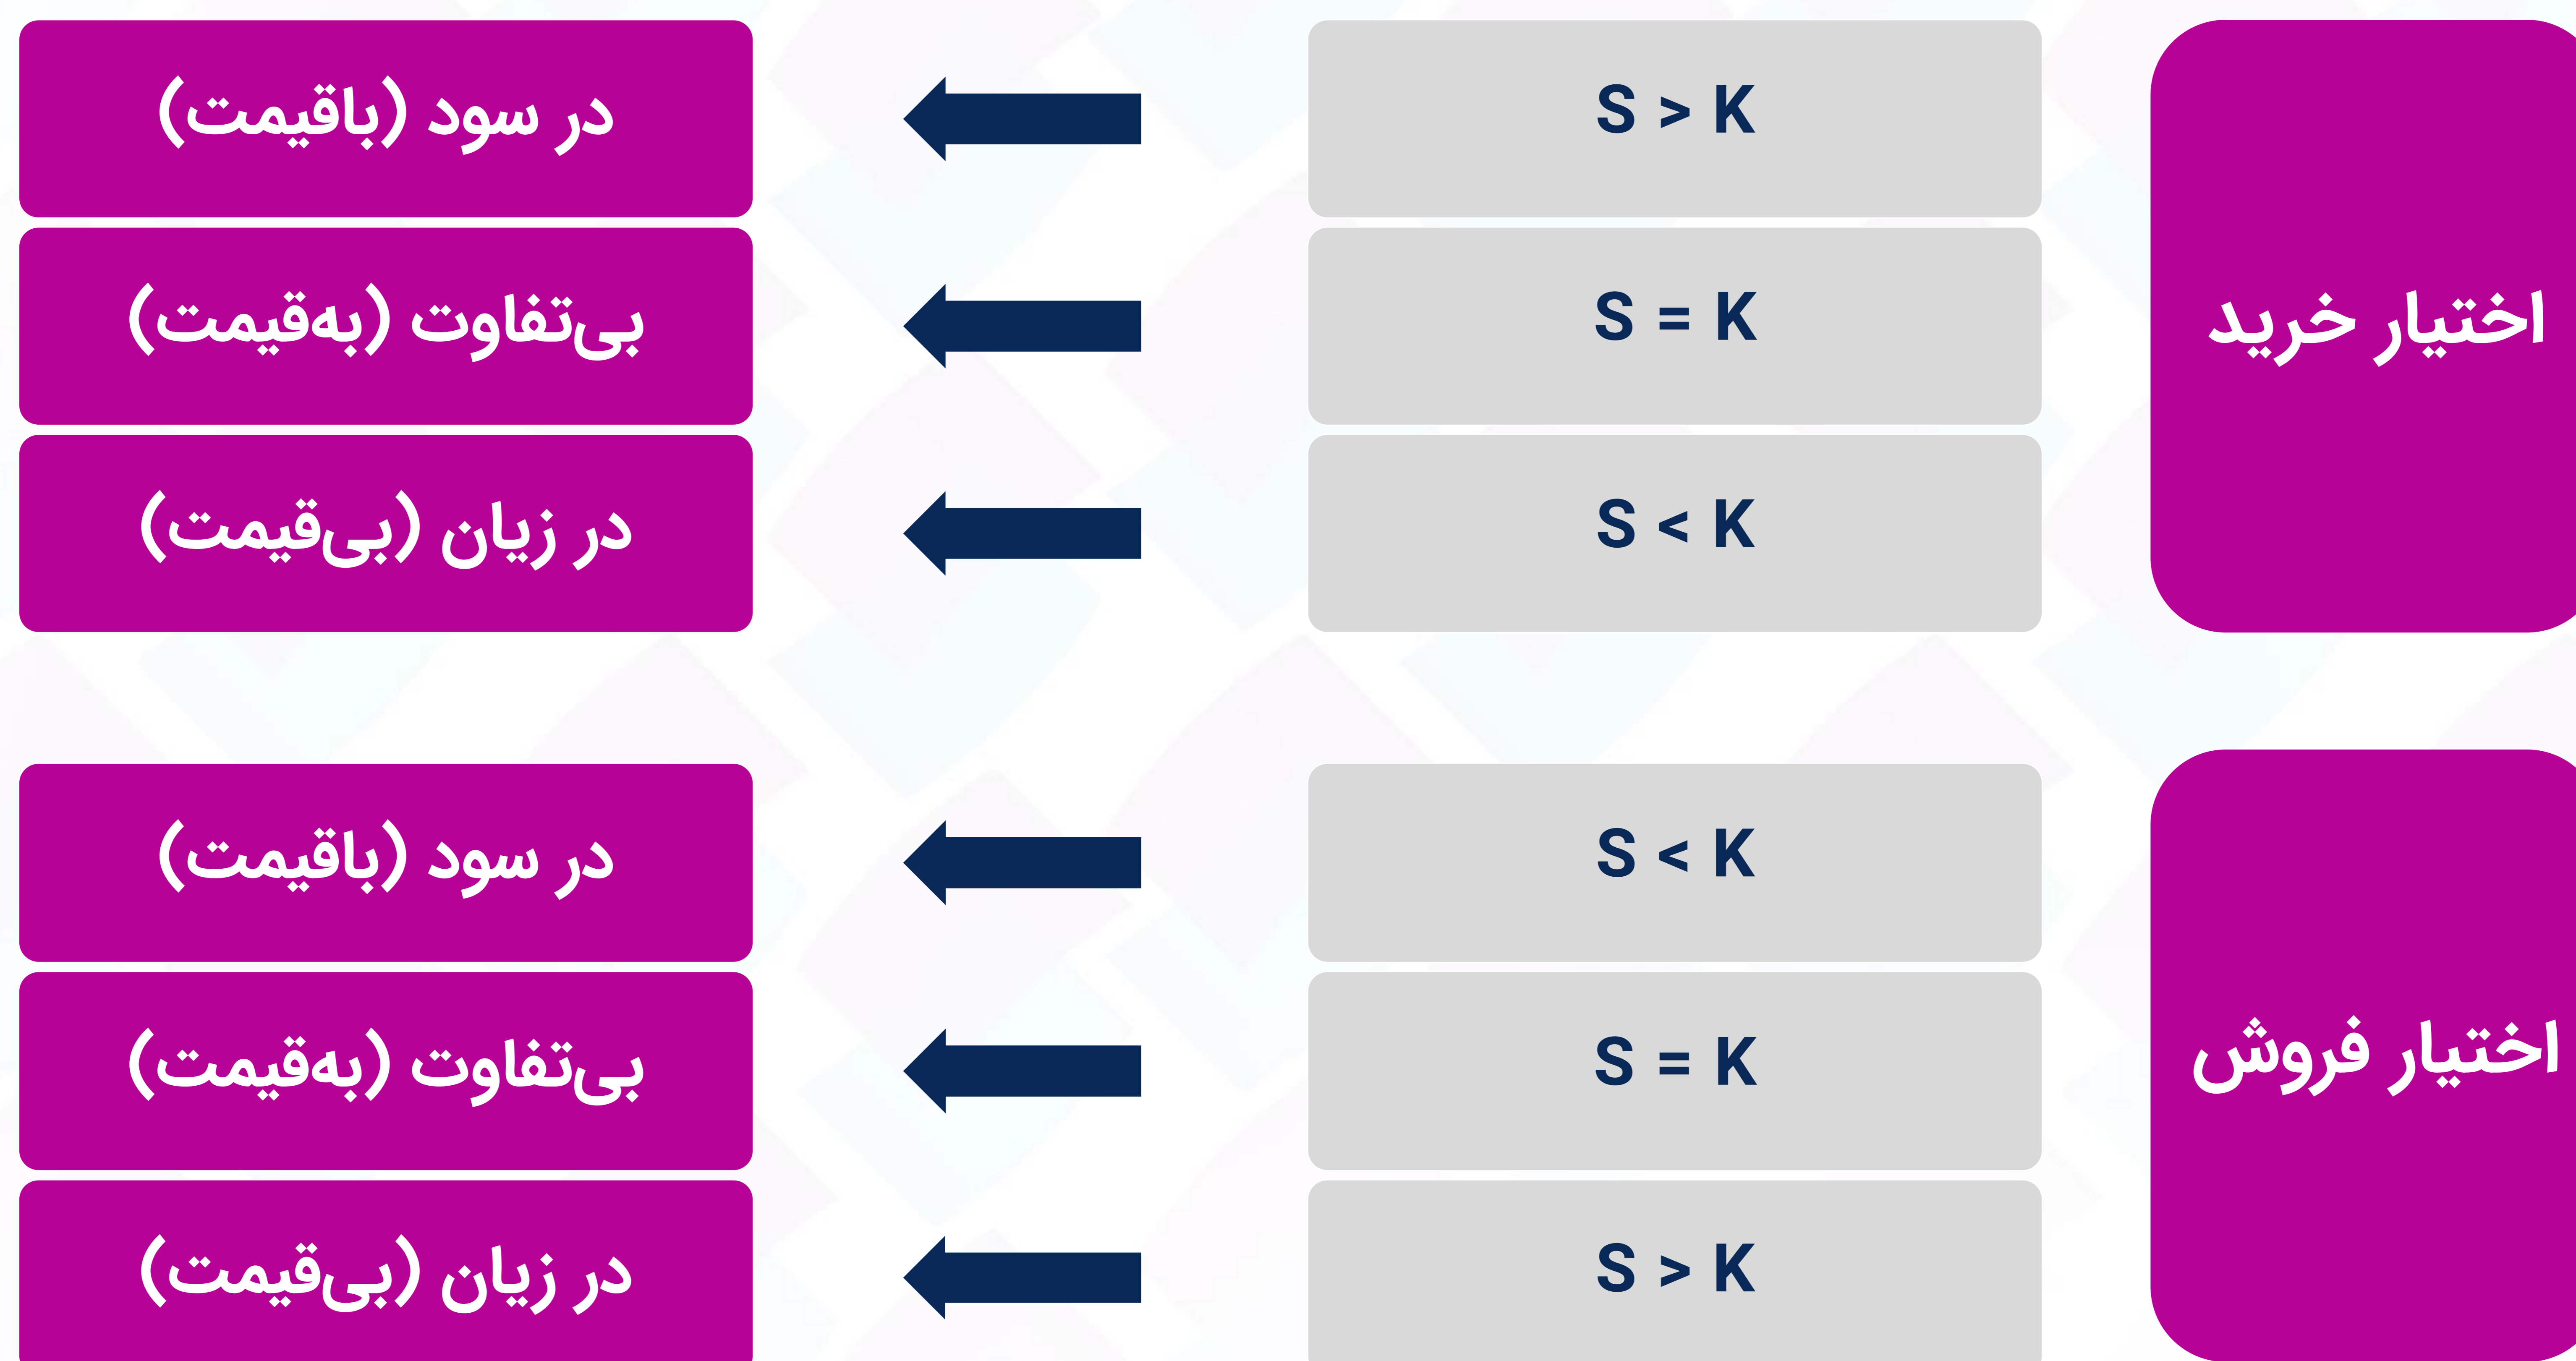 اختیار خرید
S > K
در سود (باقیمت)
S = K
بی‌تفاوت (به‌قیمت)
S < K
در زیان (بی‌قیمت)
اختیار فروش
S < K
در سود (باقیمت)
S = K
بی‌تفاوت (به‌قیمت)
S > K
در زیان (بی‌قیمت)